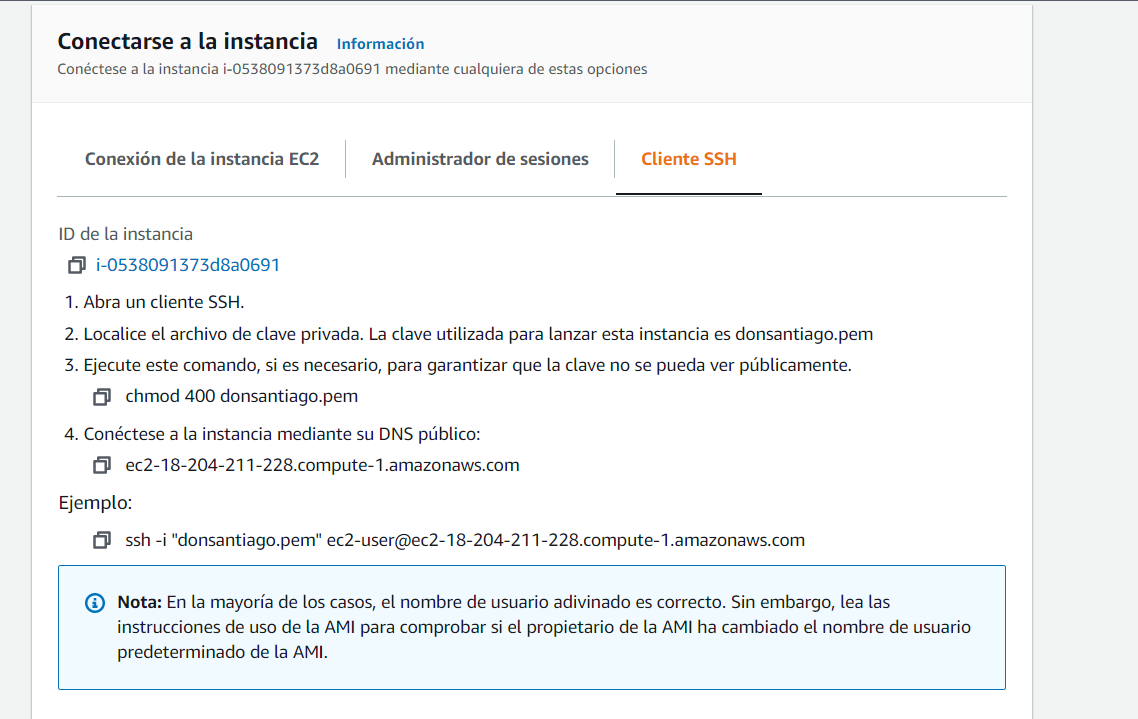 Conectarse a la instancia Información
Conéctese a la instancia i-0538091373d8a0691 mediante cualquiera de estas opciones
Conexión de la instancia EC2 Administrador de sesiones Cliente SSH
ID de la instancia
i-0538091373d8a0691
1. Abra un cliente SSH.
2. Localice el archivo de clave privada. La clave utilizada para lanzar esta instancia es donsantiago.pem
3. Ejecute este comando, si es necesario, para garantizar que la clave no se pueda ver públicamente.
chmod 400 donsantiago.pem
4. Conéctese a la instancia mediante su DNS público:
ec2-18-204-211-228.compute-1.amazonaws.com
Ejemplo:
ssh -i "donsantiago.pem" ec2-user@ec2-18-204-211-228.compute-1.amazonaws.com
Nota: En la mayoría de los casos, el nombre de usuario adivinado es correcto. Sin embargo, lea las
instrucciones de uso de la AMI para comprobar si el propietario de la AMI ha cambiado el nombre de usuario
predeterminado de la AMI.